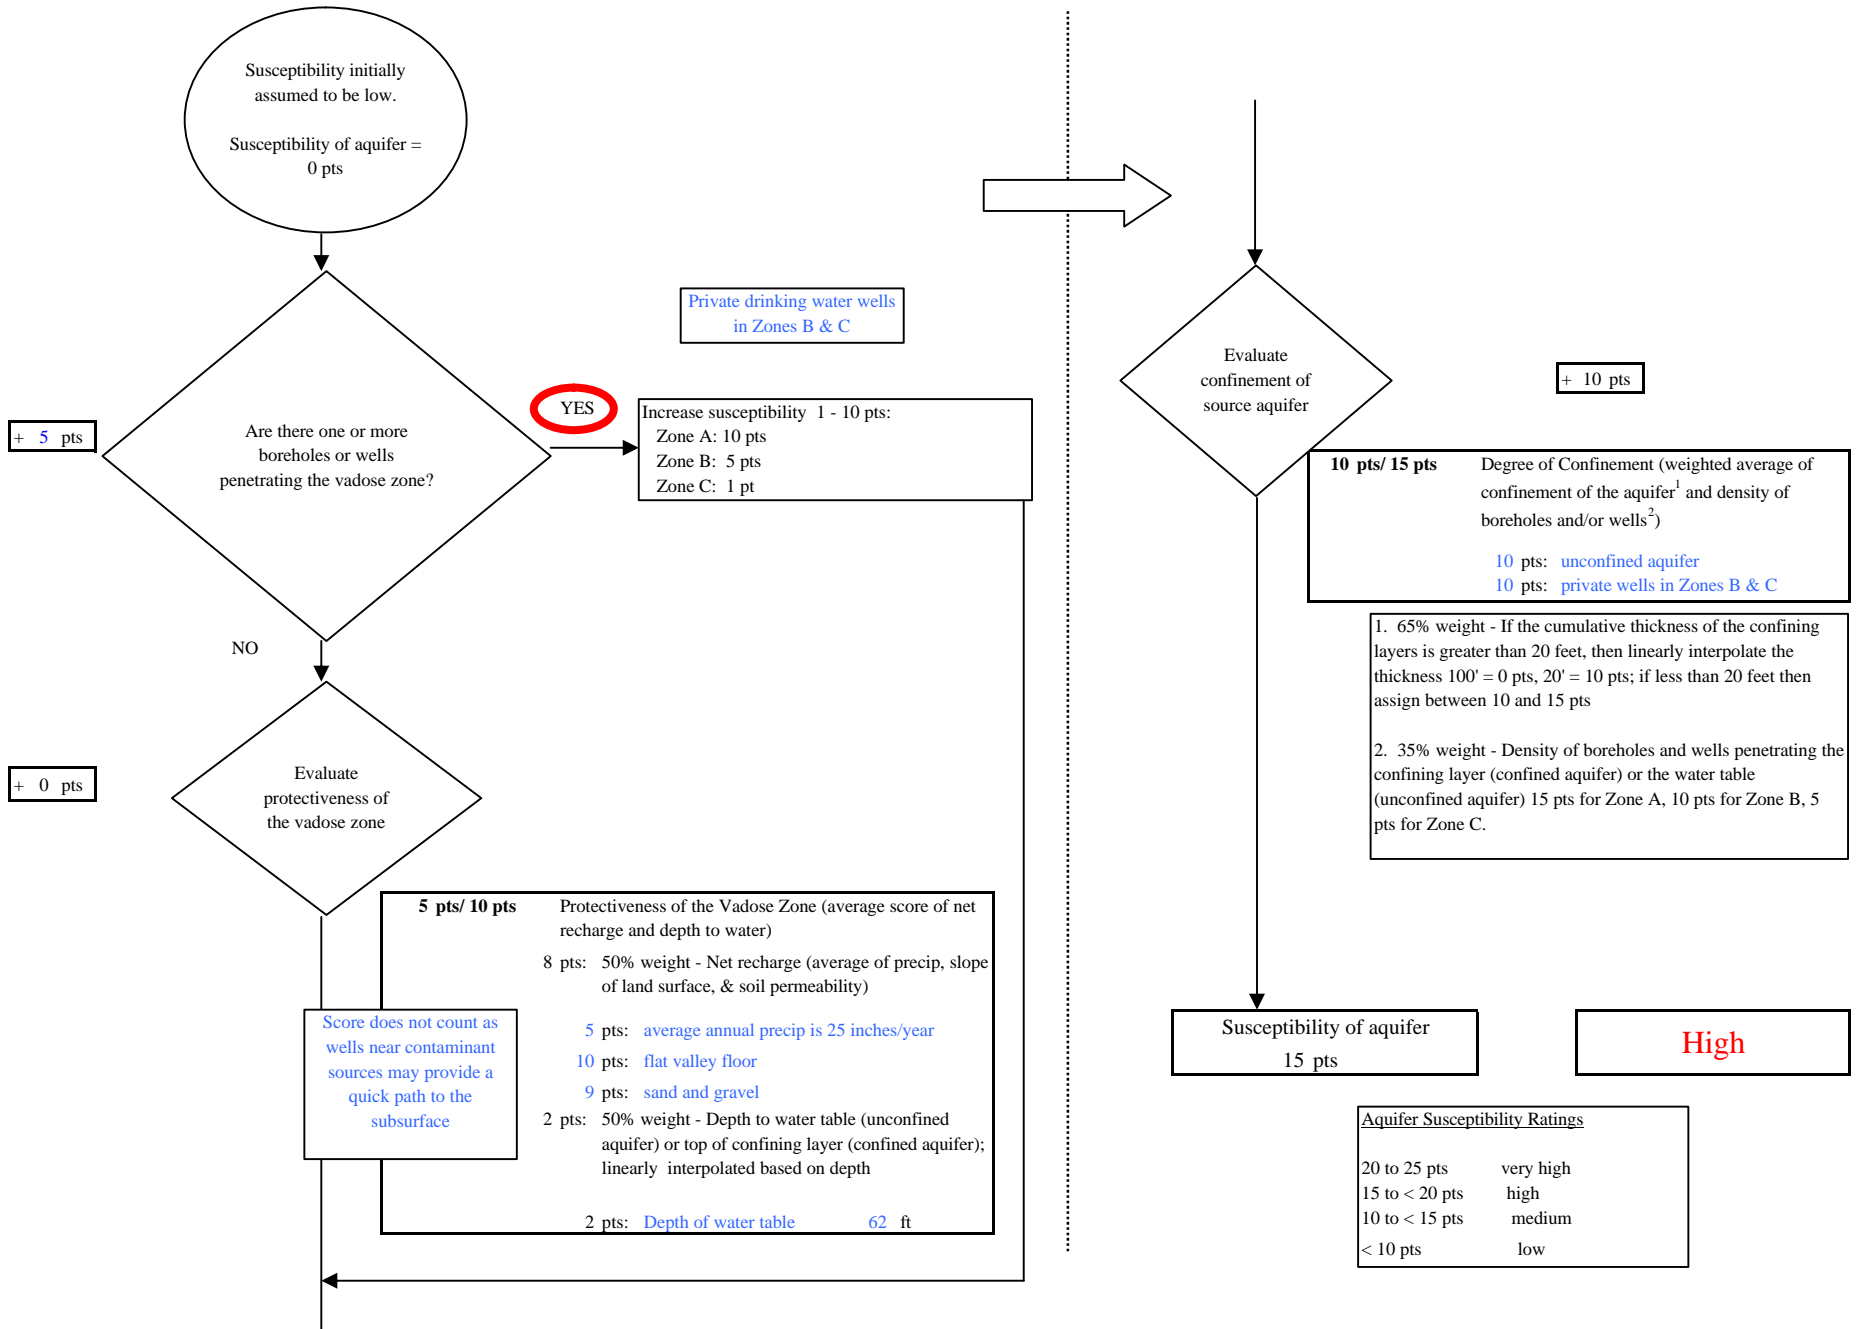 Susceptibility initially
assumed to be low.
Susceptibility of aquifer =
0 pts
Private drinking water wells
in Zones B & C
YES
+ 5 pts
Are there one or more
boreholes or wells
penetrating the vadose zone?
Increase susceptibility 1 - 10 pts:
Zone A: 10 pts
Zone B: 5 pts
Zone C: 1 pt
NO
+ 0 pts
Evaluate
protectiveness of
the vadose zone
5 pts/ 10 pts Protectiveness of the Vadose Zone (average score of net
recharge and depth to water)
8 pts: 50% weight - Net recharge (average of precip, slope
of land surface, & soil permeability)
5 pts: average annual precip is 25 inches/year
10 pts: flat valley floor
9 pts: sand and gravel
2 pts: 50% weight - Depth to water table (unconfined
aquifer) or top of confining layer (confined aquifer);
linearly interpolated based on depth
2 pts: Depth of water table 62 ft
Score does not count as
wells near contaminant
sources may provide a
quick path to the
subsurface
Evaluate
confinement of
source aquifer
+ 10 pts
10 pts/ 15 pts Degree of Confinement (weighted average of
confinement of the aquifer1 and density of
boreholes and/or wells2)
10 pts: unconfined aquifer
10 pts: private wells in Zones B & C
1. 65% weight - If the cumulative thickness of the confining
layers is greater than 20 feet, then linearly interpolate the
thickness 100' = 0 pts, 20' = 10 pts; if less than 20 feet then
assign between 10 and 15 pts
2. 35% weight - Density of boreholes and wells penetrating the
confining layer (confined aquifer) or the water table
(unconfined aquifer) 15 pts for Zone A, 10 pts for Zone B, 5
pts for Zone C.
Susceptibility of aquifer
15 pts
High
Aquifer Susceptibility Ratings
20 to 25 pts very high
15 to < 20 pts high
10 to < 15 pts medium
< 10 pts low